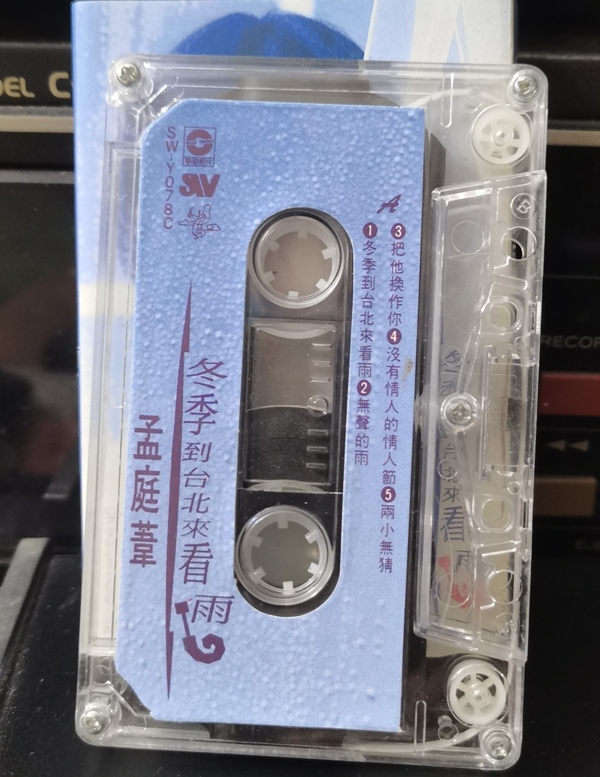 DEL C
SW-Y078C
SW
A
❶冬季到台北來看雨❷無聲的雨
❸把他換作你❹沒有情人的情人節❺兩小無猜
冬季到台北來看雨
孟庭葦
RECOR